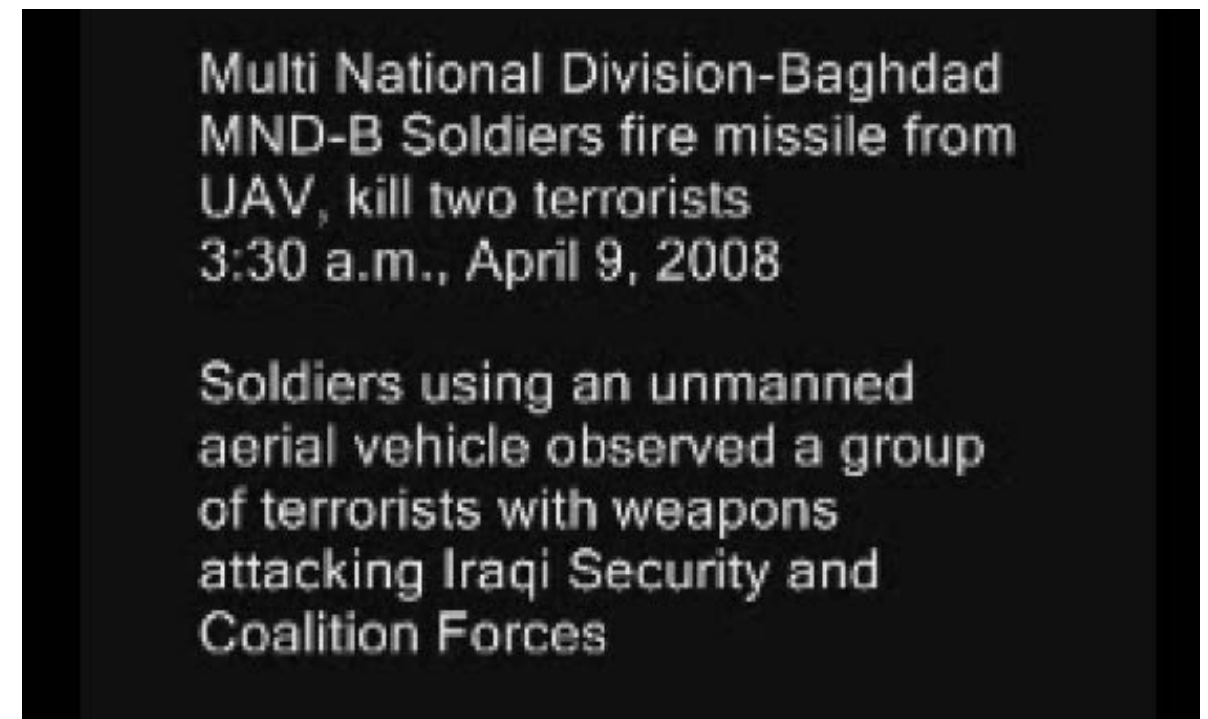 Multi National Division-Baghdad
MND-B Soldiers fire missile from
UAV, kill two terrorists
3:30 a.m., April 9, 2008
Soldiers using an unmanned
aerial vehicle observed a group
of terrorists with weapons
attacking Iraqi Security and
Coalition Forces